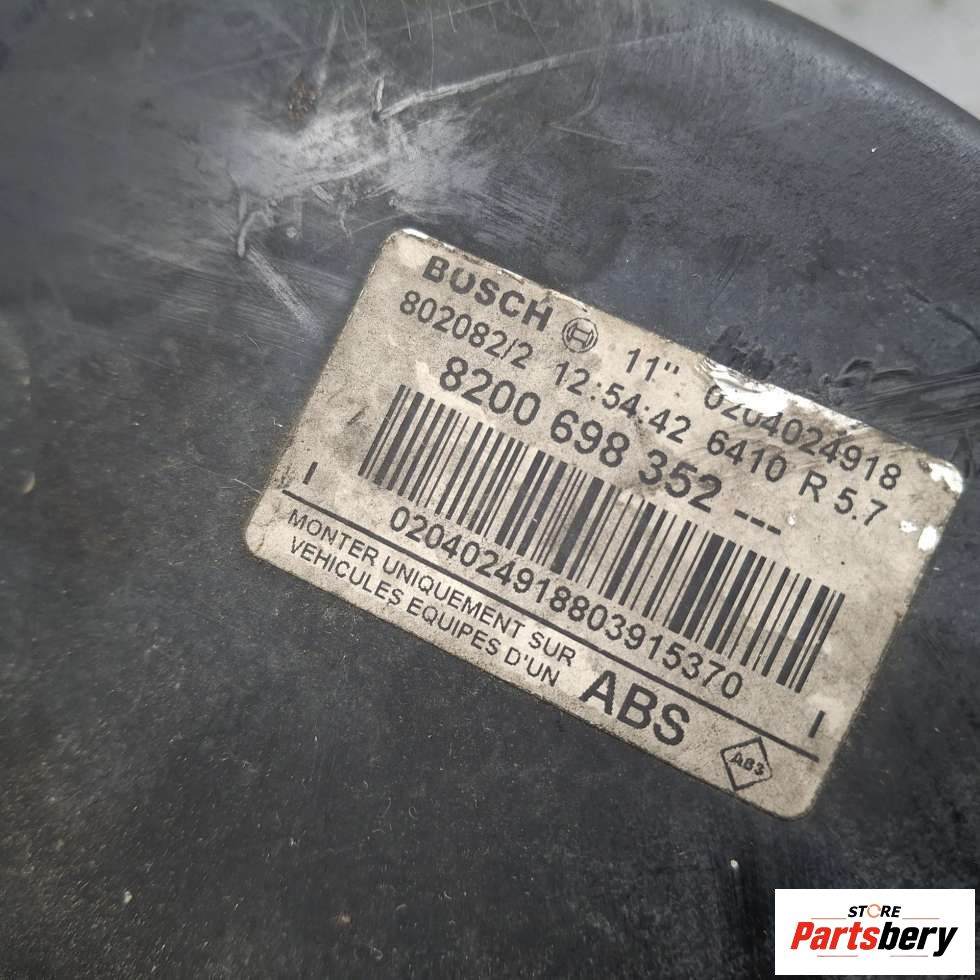 BOSCH 11" 0204024918
802082/2 12:54:42 6410 R 5.7
8200 698 352 ---
0204024918803915370
MONTER UNIQUEMENT SUR
VEHICULES EQUIPES D'UN
ABS
AB3
STORE
Partsbery